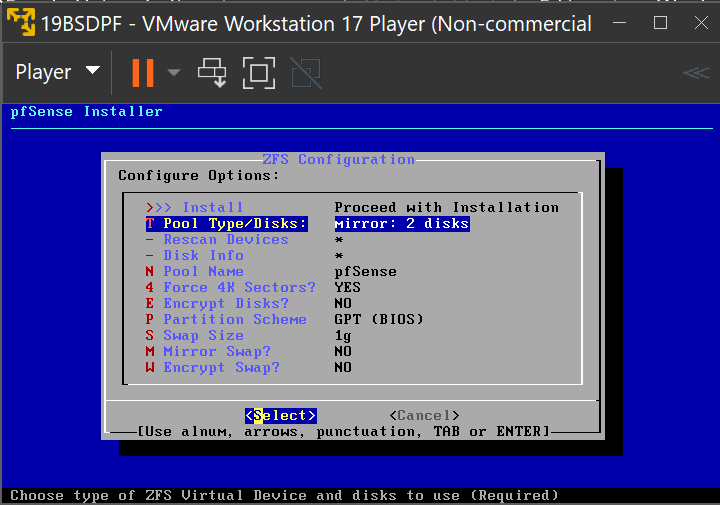 19BSDPF - VMware Workstation 17 Player (Non-commercial
Player
pfSense Installer
ZFS Configuration
Configure Options:
>>> Install Proceed with Installation
T Pool Type/Disks: mirror: 2 disks
- Rescan Devices *
- Disk Info *
N Pool Name pfSense
4 Force 4K Sectors? YES
E Encrypt Disks? NO
P Partition Scheme GPT (BIOS)
S Swap Size 1g
M Mirror Swap? NO
W Encrypt Swap? NO
<Select> <Cancel>
[Use alnum, arrows, punctuation, TAB or ENTER]
Choose type of ZFS Virtual Device and disks to use (Required)